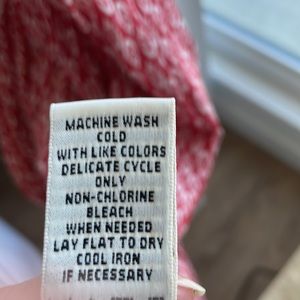 MACHINE WASH
COLD
WITH LIKE COLORS
DELICATE CYCLE
ONLY
NON-CHLORINE
BLEACH
WHEN NEEDED
LAY FLAT TO DRY
COOL IRON
IF NECESSARY